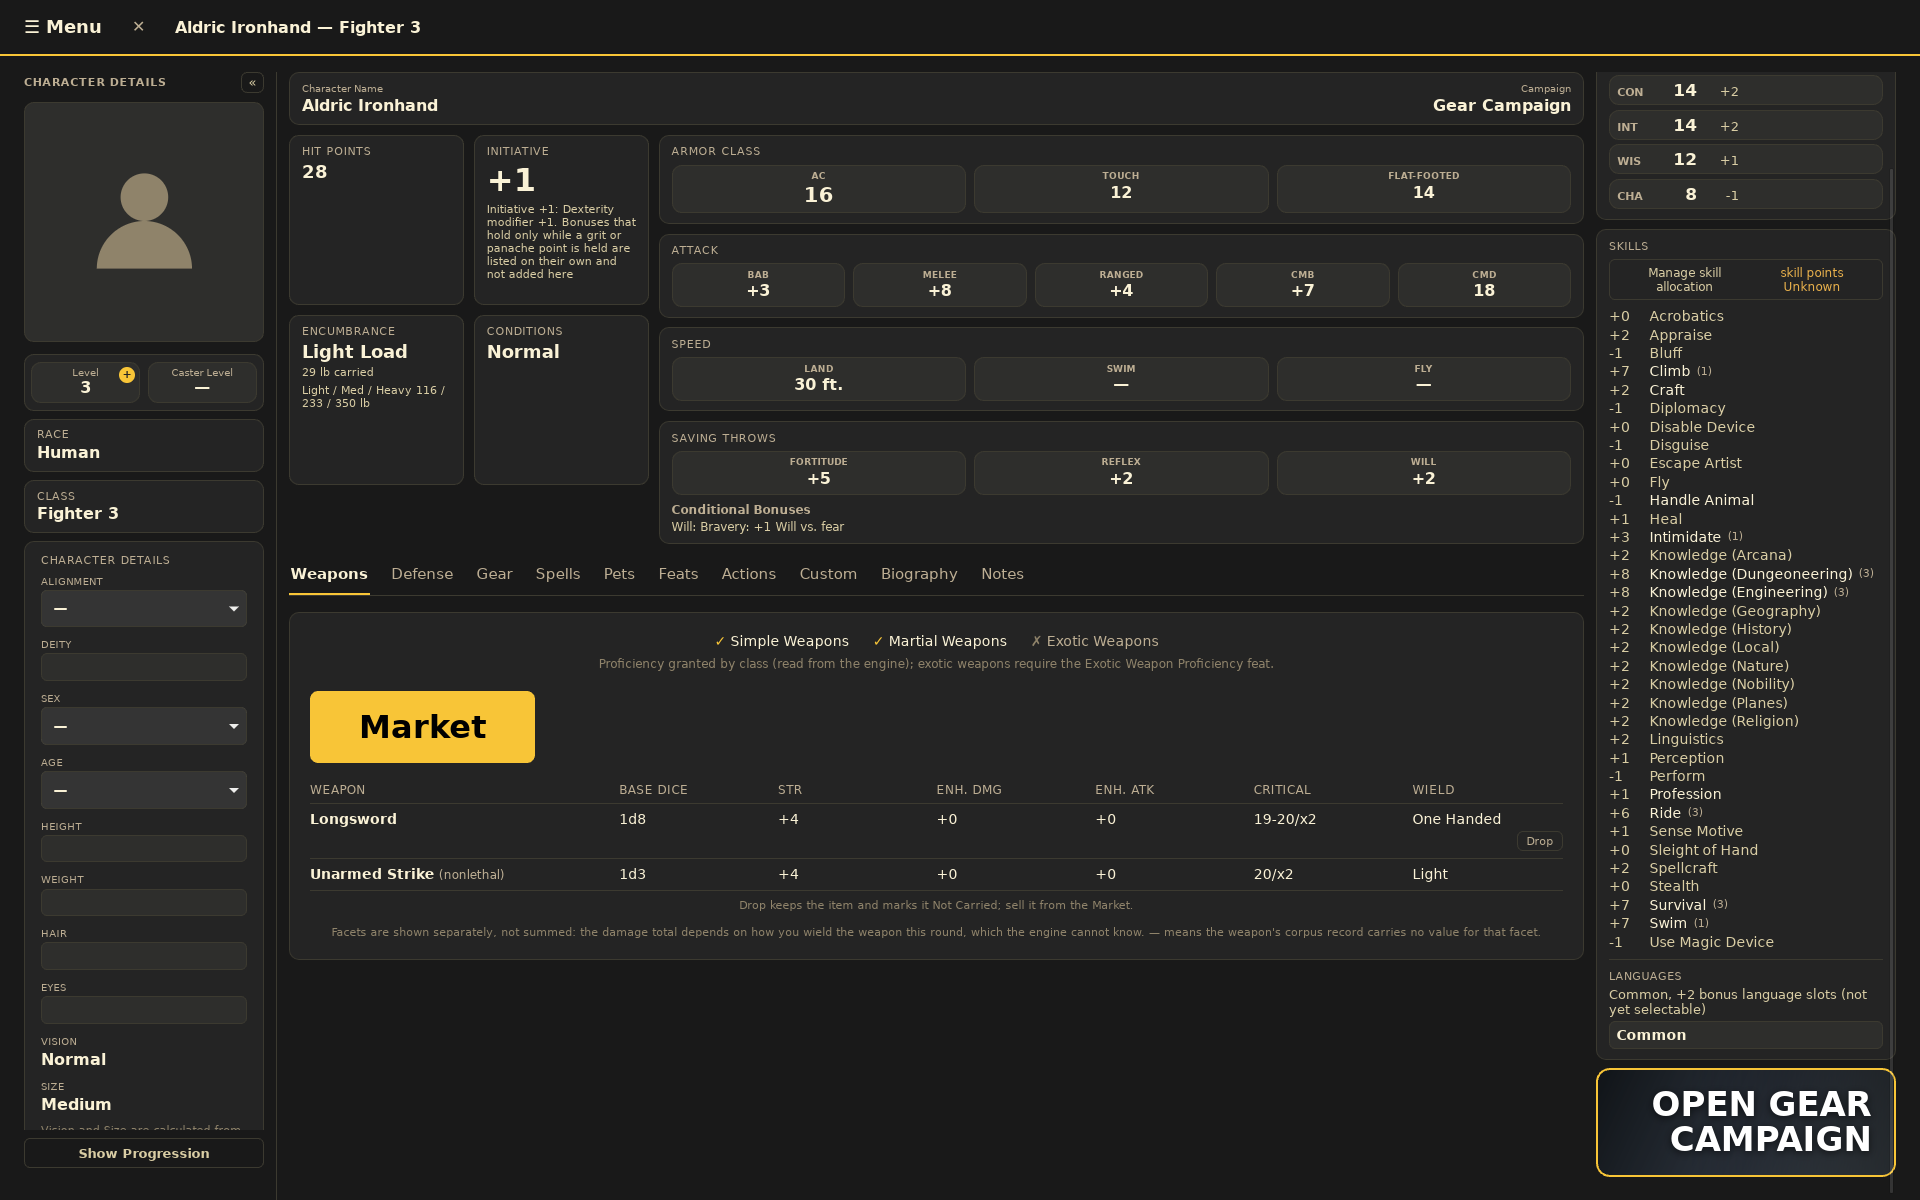 ☰ Menu ✕ Aldric Ironhand — Fighter 3
CHARACTER DETAILS «
Level
3
+
Caster Level
—
RACE
Human
CLASS
Fighter 3
CHARACTER DETAILS
ALIGNMENT
—
DEITY
SEX
—
AGE
—
HEIGHT
WEIGHT
HAIR
EYES
VISION
Normal
SIZE
Medium
Vision and Size are calculated from
Show Progression
Character Name
Aldric Ironhand
Campaign
Gear Campaign
HIT POINTS
28
INITIATIVE
+1
Initiative +1: Dexterity
modifier +1. Bonuses that
hold only while a grit or
panache point is held are
listed on their own and
not added here
ENCUMBRANCE
Light Load
29 lb carried
Light / Med / Heavy 116 /
233 / 350 lb
CONDITIONS
Normal
ARMOR CLASS
AC
16
TOUCH
12
FLAT-FOOTED
14
ATTACK
BAB
+3
MELEE
+8
RANGED
+4
CMB
+7
CMD
18
SPEED
LAND
30 ft.
SWIM
—
FLY
—
SAVING THROWS
FORTITUDE
+5
REFLEX
+2
WILL
+2
Conditional Bonuses
Will: Bravery: +1 Will vs. fear
Weapons Defense Gear Spells Pets Feats Actions Custom Biography Notes
✓ Simple Weapons ✓ Martial Weapons ✗ Exotic Weapons
Proficiency granted by class (read from the engine); exotic weapons require the Exotic Weapon Proficiency feat.
Market
WEAPON BASE DICE STR ENH. DMG ENH. ATK CRITICAL WIELD
Longsword 1d8 +4 +0 +0 19-20/x2 One Handed
Drop
Unarmed Strike (nonlethal) 1d3 +4 +0 +0 20/x2 Light
Drop keeps the item and marks it Not Carried; sell it from the Market.
Facets are shown separately, not summed: the damage total depends on how you wield the weapon this round, which the engine cannot know. — means the weapon's corpus record carries no value for that facet.
CON 14 +2
INT 14 +2
WIS 12 +1
CHA 8 -1
SKILLS
Manage skill
allocation
skill points
Unknown
+0 Acrobatics
+2 Appraise
-1 Bluff
+7 Climb (1)
+2 Craft
-1 Diplomacy
+0 Disable Device
-1 Disguise
+0 Escape Artist
+0 Fly
-1 Handle Animal
+1 Heal
+3 Intimidate (1)
+2 Knowledge (Arcana)
+8 Knowledge (Dungeoneering) (3)
+8 Knowledge (Engineering) (3)
+2 Knowledge (Geography)
+2 Knowledge (History)
+2 Knowledge (Local)
+2 Knowledge (Nature)
+2 Knowledge (Nobility)
+2 Knowledge (Planes)
+2 Knowledge (Religion)
+2 Linguistics
+1 Perception
-1 Perform
+1 Profession
+6 Ride (3)
+1 Sense Motive
+0 Sleight of Hand
+2 Spellcraft
+0 Stealth
+7 Survival (3)
+7 Swim (1)
-1 Use Magic Device
LANGUAGES
Common, +2 bonus language slots (not
yet selectable)
Common
OPEN GEAR
CAMPAIGN